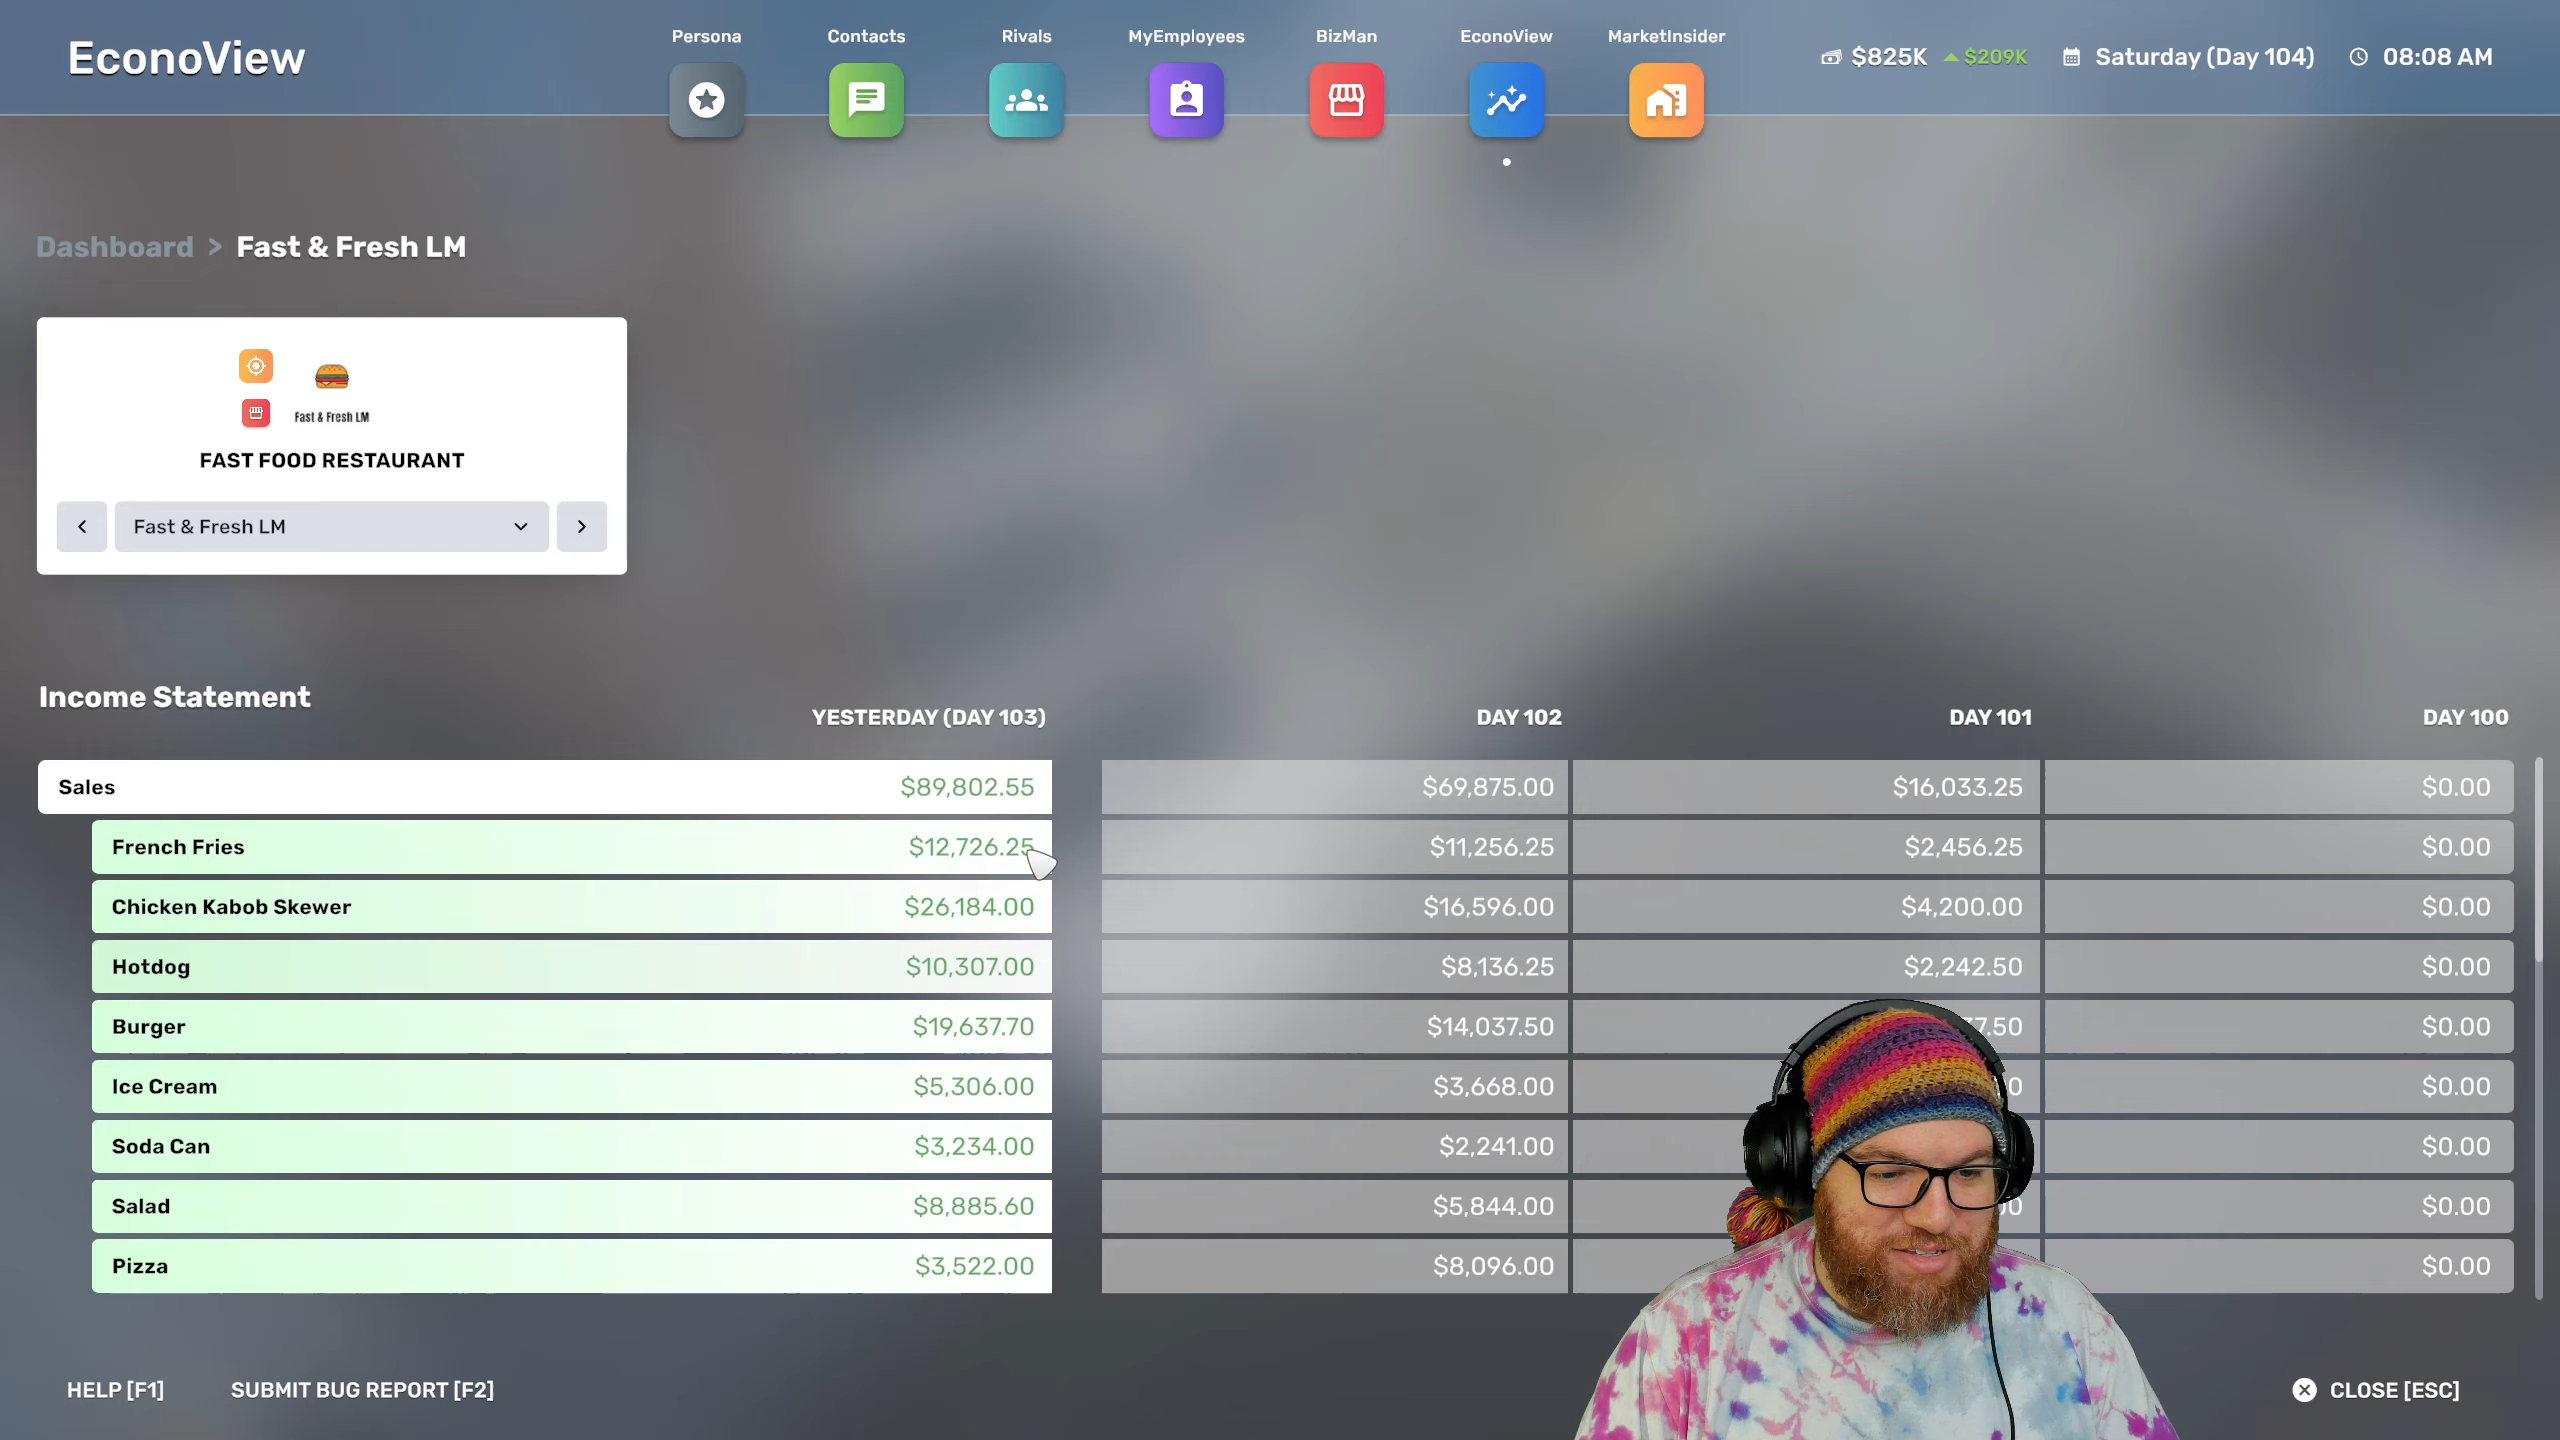 EconoView
Persona
Contacts
Rivals
MyEmployees
BizMan
EconoView
MarketInsider
$825K $209K Saturday (Day 104) 08:08 AM
Dashboard > Fast & Fresh LM
Fast & Fresh LM
FAST FOOD RESTAURANT
Fast & Fresh LM
Income Statement
YESTERDAY (DAY 103) DAY 102 DAY 101 DAY 100
Sales $89,802.55 $69,875.00 $16,033.25 $0.00
French Fries $12,726.25 $11,256.25 $2,456.25 $0.00
Chicken Kabob Skewer $26,184.00 $16,596.00 $4,200.00 $0.00
Hotdog $10,307.00 $8,136.25 $2,242.50 $0.00
Burger $19,637.70 $14,037.50 7.50 $0.00
Ice Cream $5,306.00 $3,668.00 0 $0.00
Soda Can $3,234.00 $2,241.00 $0.00
Salad $8,885.60 $5,844.00 0 $0.00
Pizza $3,522.00 $8,096.00 $0.00
HELP [F1] SUBMIT BUG REPORT [F2] CLOSE [ESC]